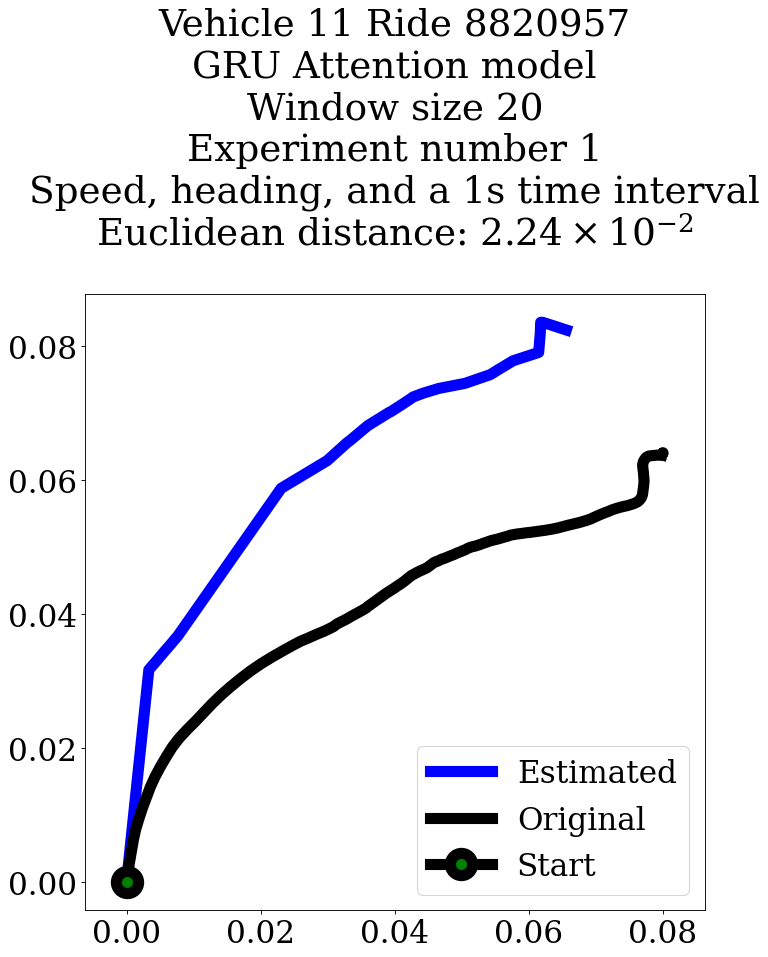 Vehicle 11 Ride 8820957
GRU Attention model
Window size 20
Experiment number 1
Speed, heading, and a 1s time interval
Euclidean distance: 2.24 × 10⁻²
0.08
0.06
0.04
0.02
0.00
Estimated
Original
Start
0.00 0.02 0.04 0.06 0.08